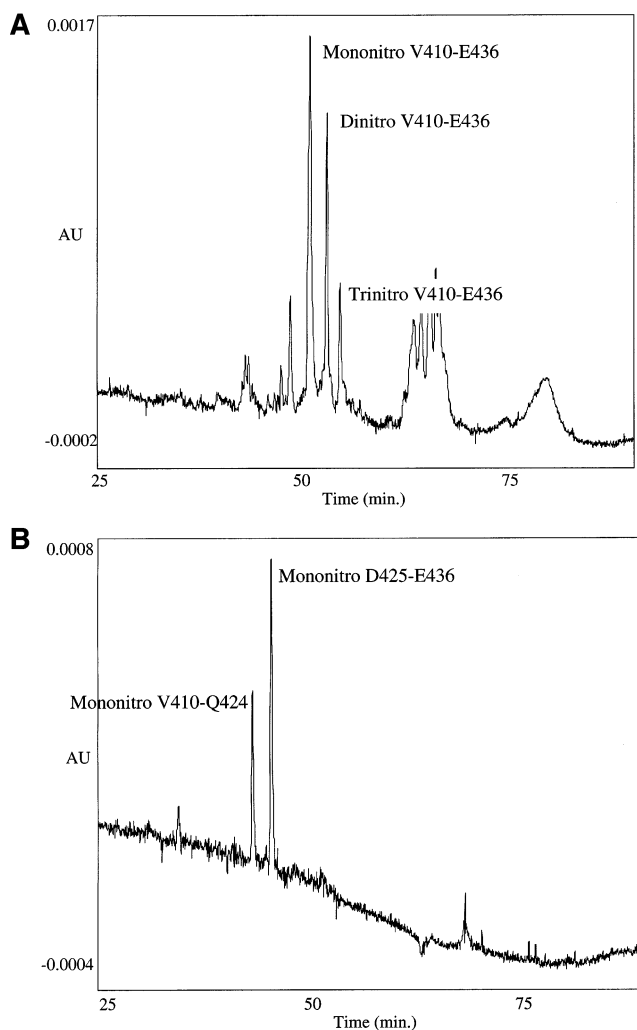 A
0.0017
Mononitro V410-E436
Dinitro V410-E436
AU
Trinitro V410-E436
-0.0002
25
50
75
Time (min.)
B
0.0008
Mononitro D425-E436
Mononitro V410-Q424
AU
-0.0004
25
50
75
Time (min.)